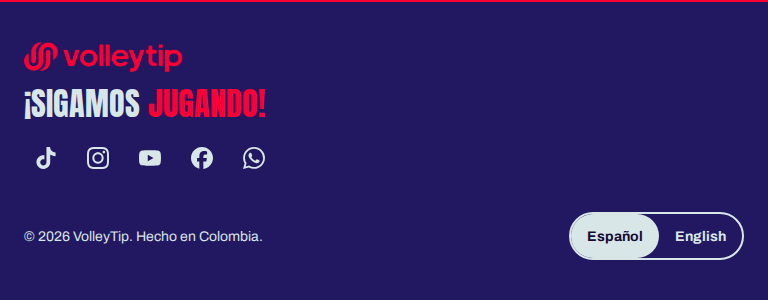 volleytip
¡SIGAMOS JUGANDO!
© 2026 VolleyTip. Hecho en Colombia.
Español English